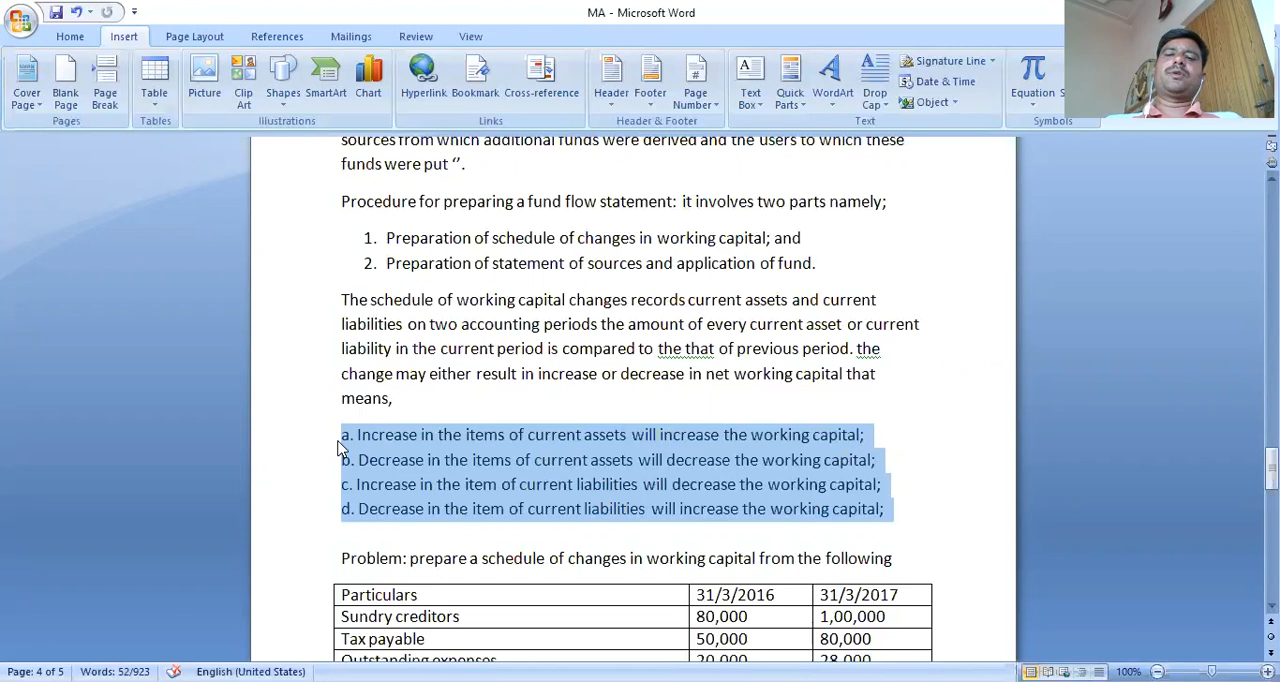 MA - Microsoft Word
Home Insert Page Layout References Mailings Review View
Cover Page Blank Page Page Break Table Picture Clip Art Shapes SmartArt Chart Hyperlink Bookmark Cross-reference Header Footer Page Number Text Box Quick Parts WordArt Drop Cap Signature Line Date & Time Object Equation S
Pages Tables Illustrations Links Header & Footer Text Symbols
sources from which additional funds were derived and the users to which these
funds were put ‘’.
Procedure for preparing a fund flow statement: it involves two parts namely;
1. Preparation of schedule of changes in working capital; and
2. Preparation of statement of sources and application of fund.
The schedule of working capital changes records current assets and current
liabilities on two accounting periods the amount of every current asset or current
liability in the current period is compared to the that of previous period. the
change may either result in increase or decrease in net working capital that
means,
a. Increase in the items of current assets will increase the working capital;
b. Decrease in the items of current assets will decrease the working capital;
c. Increase in the item of current liabilities will decrease the working capital;
d. Decrease in the item of current liabilities will increase the working capital;
Problem: prepare a schedule of changes in working capital from the following
Particulars 31/3/2016 31/3/2017
Sundry creditors 80,000 1,00,000
Tax payable 50,000 80,000
Outstanding expenses 20,000 28,000
Page: 4 of 5 Words: 52/923 English (United States) 100%